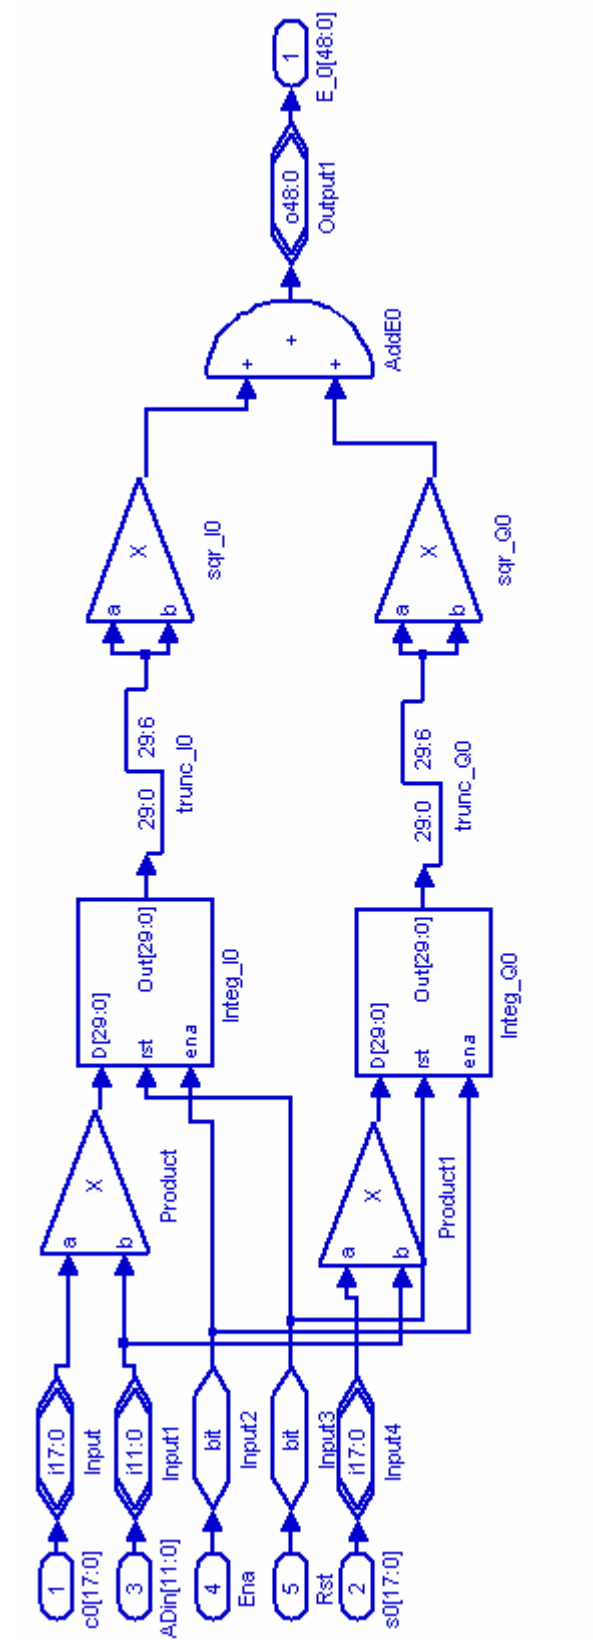 1
c0[17:0]
i17:0
Input
3
ADin[11:0]
i11:0
Input1
4
Ena
bit
Input2
5
Rst
bit
Input3
2
s0[17:0]
i17:0
Input4
a
b
X
Product
a
b
X
Product1
D[29:0]
rst
ena
Out[29:0]
Integ_I0
D[29:0]
rst
ena
Out[29:0]
Integ_Q0
29:0 29:6
trunc_I0
29:0 29:6
trunc_Q0
a
b
X
sqr_I0
a
b
X
sqr_Q0
+
+
+
AddE0
o48:0
Output1
1
E_0[48:0]